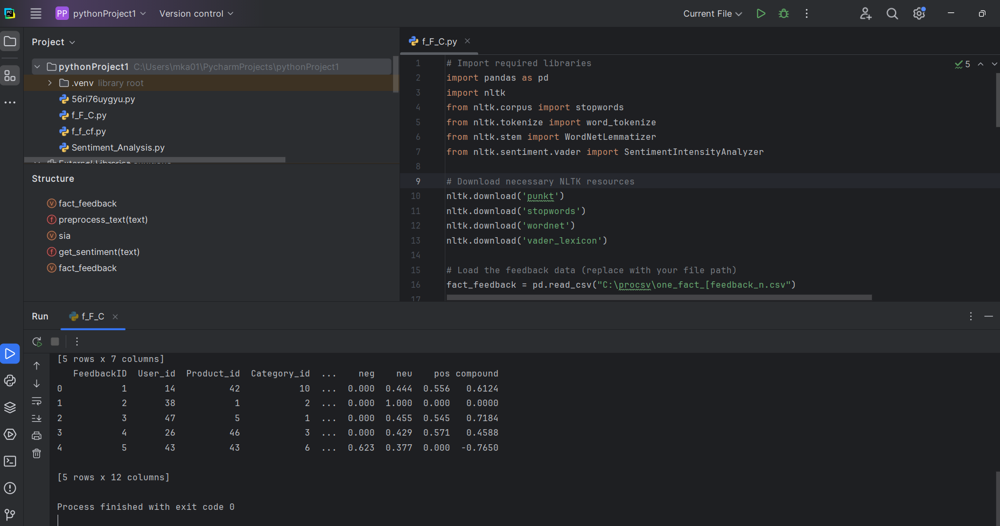 PP pythonProject1 Version control Current File
Project
pythonProject1 C:\Users\mka01\PycharmProjects\pythonProject1
.venv library root
56ri76uygyu.py
f_F_C.py
f_f_cf.py
Sentiment_Analysis.py
Structure
fact_feedback
preprocess_text(text)
sia
get_sentiment(text)
fact_feedback
f_F_C.py
5
1 # Import required libraries
2 import pandas as pd
3 import nltk
4 from nltk.corpus import stopwords
5 from nltk.tokenize import word_tokenize
6 from nltk.stem import WordNetLemmatizer
7 from nltk.sentiment.vader import SentimentIntensityAnalyzer
8
9 # Download necessary NLTK resources
10 nltk.download('punkt')
11 nltk.download('stopwords')
12 nltk.download('wordnet')
13 nltk.download('vader_lexicon')
14
15 # Load the feedback data (replace with your file path)
16 fact_feedback = pd.read_csv("C:\procsv\one_fact_[feedback_n.csv")
17
Run f_F_C
[5 rows x 7 columns]
FeedbackID User_id Product_id Category_id ... neg neu pos compound
0 1 14 42 10 ... 0.000 0.444 0.556 0.6124
1 2 38 1 2 ... 0.000 1.000 0.000 0.0000
2 3 47 5 1 ... 0.000 0.455 0.545 0.7184
3 4 26 46 3 ... 0.000 0.429 0.571 0.4588
4 5 43 43 6 ... 0.623 0.377 0.000 -0.7650
[5 rows x 12 columns]
Process finished with exit code 0